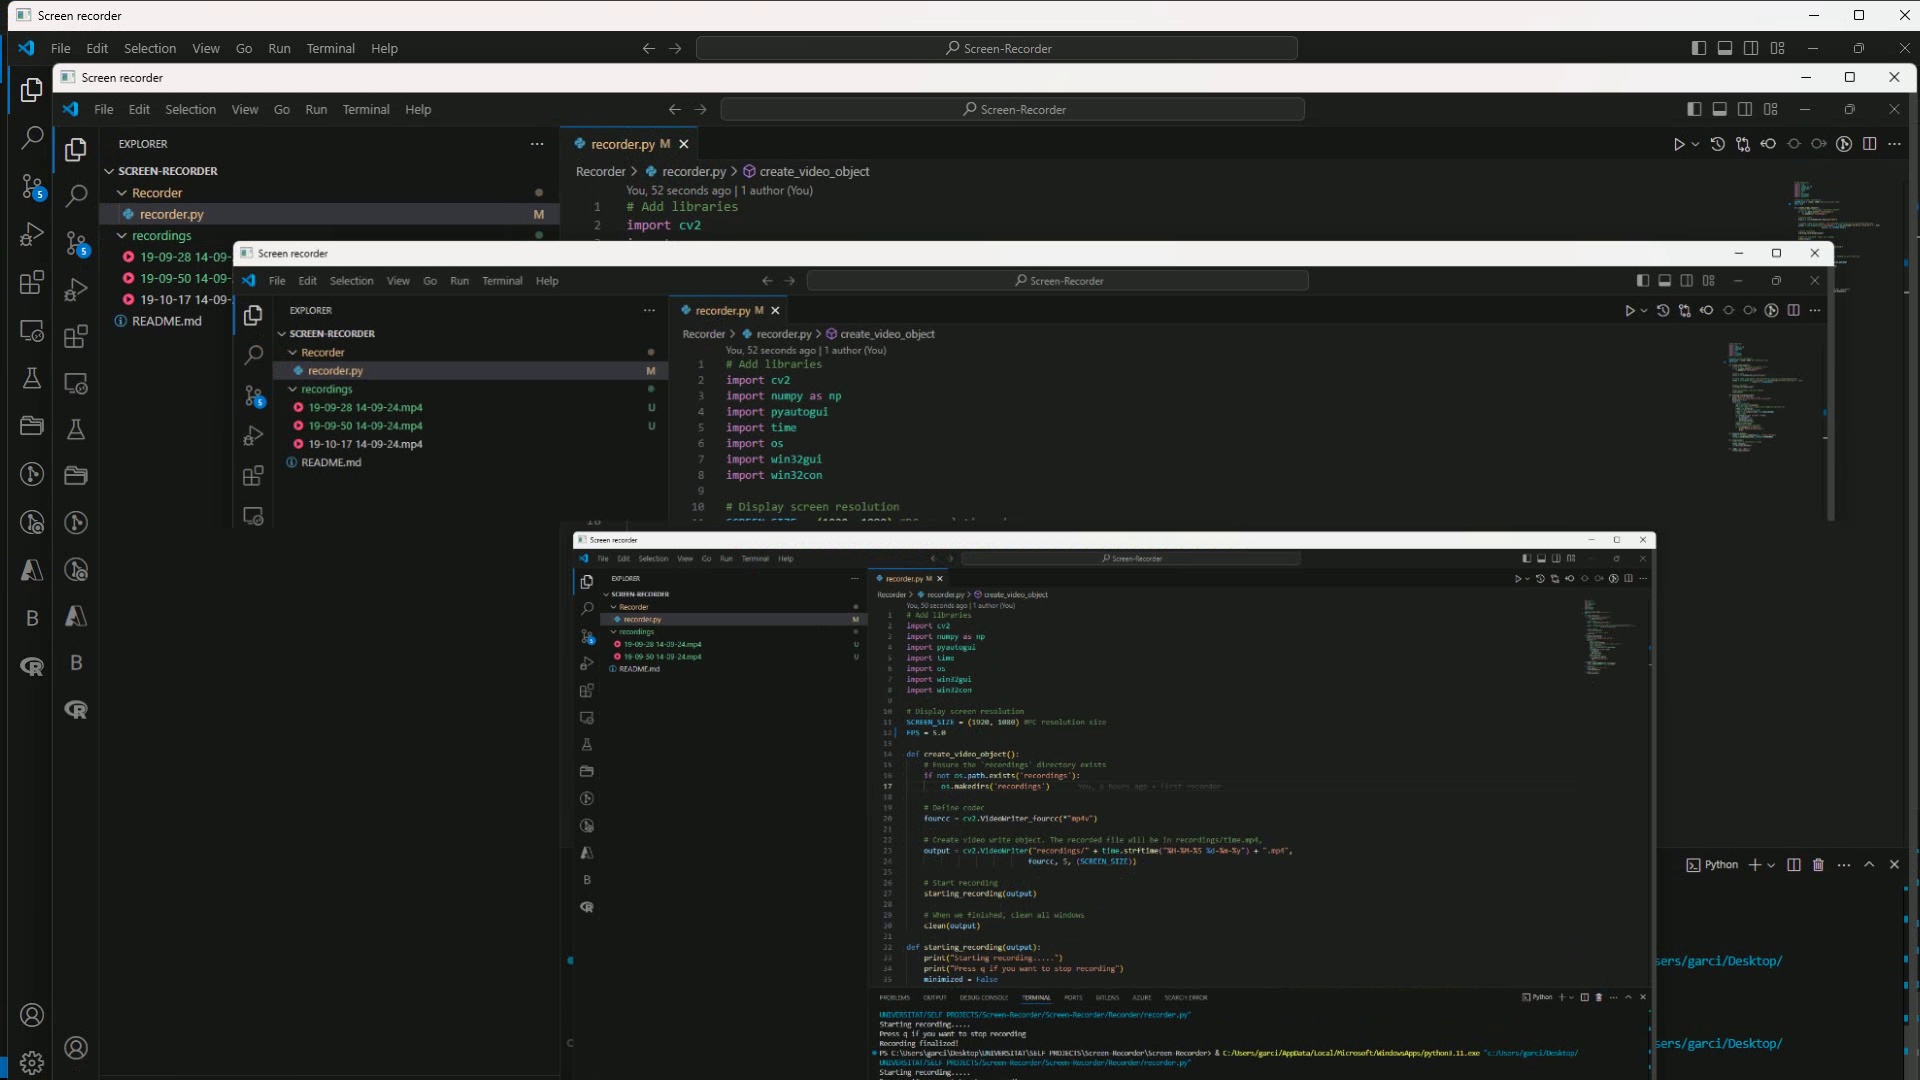 Screen recorder
File Edit Selection View Go Run Terminal Help
Screen-Recorder
Screen recorder
File Edit Selection View Go Run Terminal Help
Screen-Recorder
EXPLORER
recorder.py M
SCREEN-RECORDER
Recorder > recorder.py > create_video_object
Recorder
You, 52 seconds ago | 1 author (You)
recorder.py M
1 # Add libraries
2 import cv2
recordings
19-09-28 14-09-
19-09-50 14-09-
19-10-17 14-09-
README.md
5
5
B
B
Screen recorder
File Edit Selection View Go Run Terminal Help
Screen-Recorder
EXPLORER
recorder.py M
SCREEN-RECORDER
Recorder > recorder.py > create_video_object
Recorder
You, 52 seconds ago | 1 author (You)
recorder.py M
recordings
19-09-28 14-09-24.mp4 U
19-09-50 14-09-24.mp4 U
19-10-17 14-09-24.mp4
README.md
5
1 # Add libraries
2 import cv2
3 import numpy as np
4 import pyautogui
5 import time
6 import os
7 import win32gui
8 import win32con
9
10 # Display screen resolution
Screen recorder
File Edit Selection View Go Run Terminal Help
Screen-Recorder
EXPLORER
recorder.py M
SCREEN-RECORDER
Recorder > recorder.py > create_video_object
Recorder
You, 50 seconds ago | 1 author (You)
recorder.py M
recordings
19-09-28 14-09-24.mp4 U
19-09-50 14-09-24.mp4 U
README.md
B
1 # Add libraries
2 import cv2
3 import numpy as np
4 import pyautogui
5 import time
6 import os
7 import win32gui
8 import win32con
9
10 # Display screen resolution
11 SCREEN_SIZE = (1920, 1080) #PC resolution size
12 FPS = 5.0
13
14 def create_video_object():
15 # Ensure the 'recordings' directory exists
16 if not os.path.exists('recordings'):
17 os.makedirs('recordings') You, 6 hours ago • first recorder
18
19 # Define codec
20 fourcc = cv2.VideoWriter_fourcc(*"mp4v")
21
22 # Create video write object. The recorded file will be in recordings/time.mp4,
23 output = cv2.VideoWriter("recordings/" + time.strftime("%H-%M-%S %d-%m-%y") + ".mp4",
24 fourcc, 5, (SCREEN_SIZE))
25
26 # Start recording
27 starting_recording(output)
28
29 # When we finished, clean all windows
30 clean(output)
31
32 def starting_recording(output):
33 print("Starting recording.....")
34 print("Press q if you want to stop recording")
35 minimized = False
PROBLEMS OUTPUT DEBUG CONSOLE TERMINAL PORTS GITLENS AZURE SEARCH ERROR
Python
UNIVERSITAT/SELF PROJECTS/Screen-Recorder/Screen-Recorder/Recorder/recorder.py"
Starting recording.....
Press q if you want to stop recording
Recording finalized!
PS C:\Users\garci\Desktop\UNIVERSITAT\SELF PROJECTS\Screen-Recorder\Screen-Recorder> & C:/Users/garci/AppData/Local/Microsoft/WindowsApps/python3.11.exe "c:/Users/garci/Desktop/
UNIVERSITAT/SELF PROJECTS/Screen-Recorder/Screen-Recorder/Recorder/recorder.py"
Starting recording.....
Python
sers/garci/Desktop/
sers/garci/Desktop/